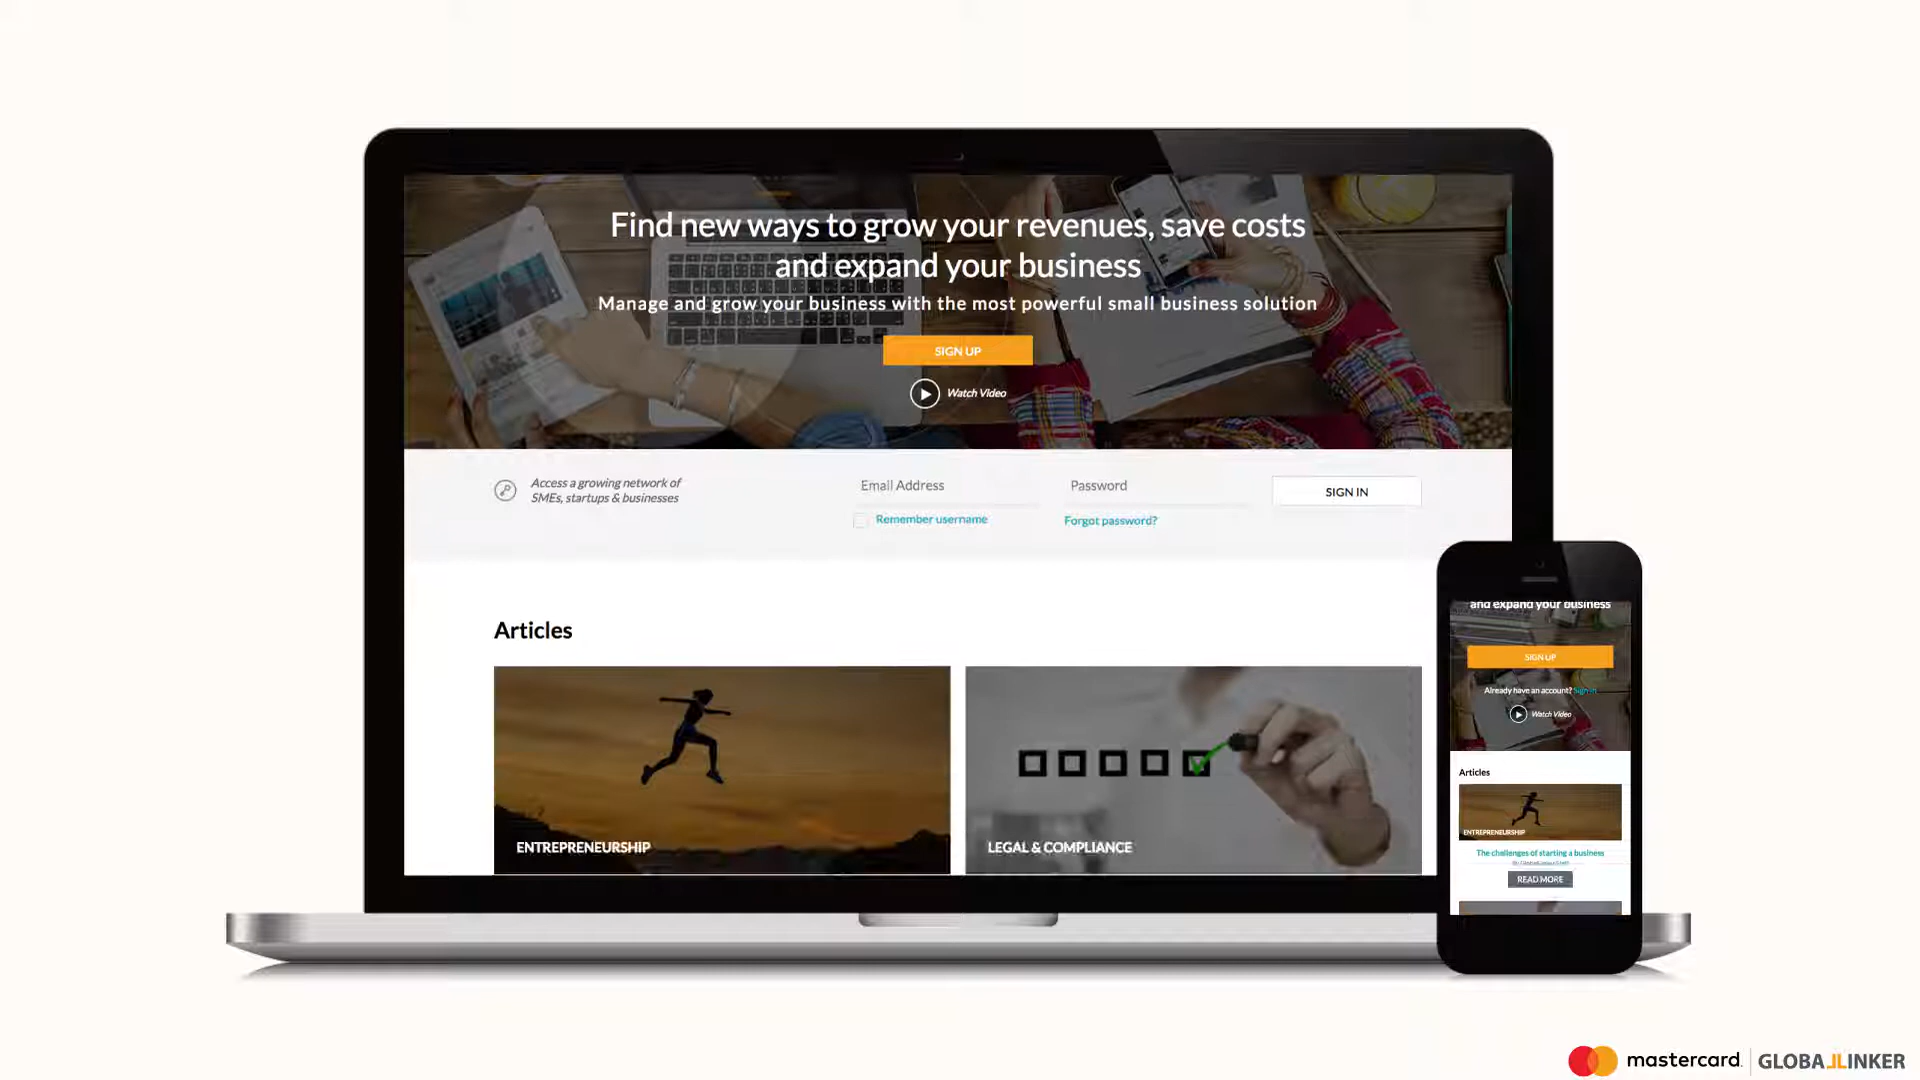 Find new ways to grow your revenues, save costs
and expand your business
Manage and grow your business with the most powerful small business solution
SIGN UP
Watch Video
Access a growing network of
SMEs, startups & businesses
Email Address
Password
SIGN IN
Remember username
Forgot password?
Articles
ENTREPRENEURSHIP
LEGAL & COMPLIANCE
and expand your business
SIGN UP
Already have an account? Sign in
Watch Video
Articles
ENTREPRENEURSHIP
The challenges of starting a business
READ MORE
mastercard.
GLOBALLINKER